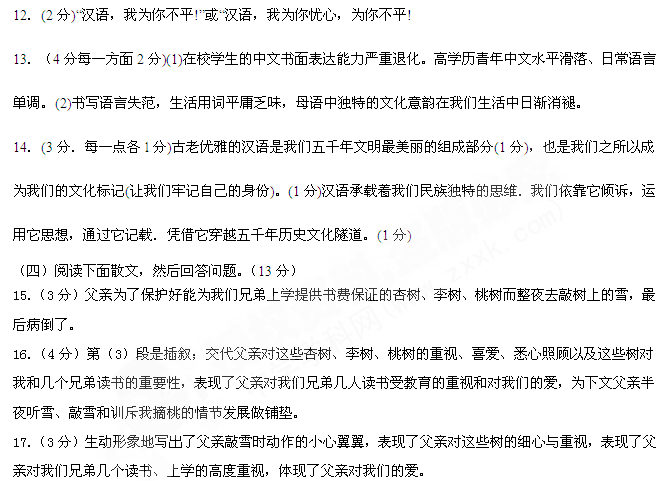 12．(2分)“汉语，我为你不平!”或“汉语，我为你忧心，为你不平!
13．（4分每一方面2分)(1)在校学生的中文书面表达能力严重退化。高学历青年中文水平滑落、日常语言
单调。(2)书写语言失范，生活用词平庸乏味，母语中独特的文化意韵在我们生活中日渐消褪。
14．(3分．每一点各1分)古老优雅的汉语是我们五千年文明最美丽的组成部分(1分)，也是我们之所以成
为我们的文化标记(让我们牢记自己的身份)。(1分)汉语承载着我们民族独特的思维．我们依靠它倾诉，运
用它思想，通过它记载．凭借它穿越五千年历史文化隧道。(1分)
（四）阅读下面散文，然后回答问题。（13分）
15．（3分）父亲为了保护好能为我们兄弟上学提供书费保证的杏树、李树、桃树而整夜去敲树上的雪，最
后病倒了。
16．（4分）第（3）段是插叙；交代父亲对这些杏树、李树、桃树的重视、喜爱、悉心照顾以及这些树对
我和几个兄弟读书的重要性，表现了父亲对我们兄弟几人读书受教育的重视和对我们的爱，为下文父亲半
夜听雪、敲雪和训斥我摘桃的情节发展做铺垫。
17．（3分）生动形象地写出了父亲敲雪时动作的小心翼翼，表现了父亲对这些树的细心与重视，表现了父
亲对我们兄弟几个读书、上学的高度重视，体现了父亲对我们的爱。